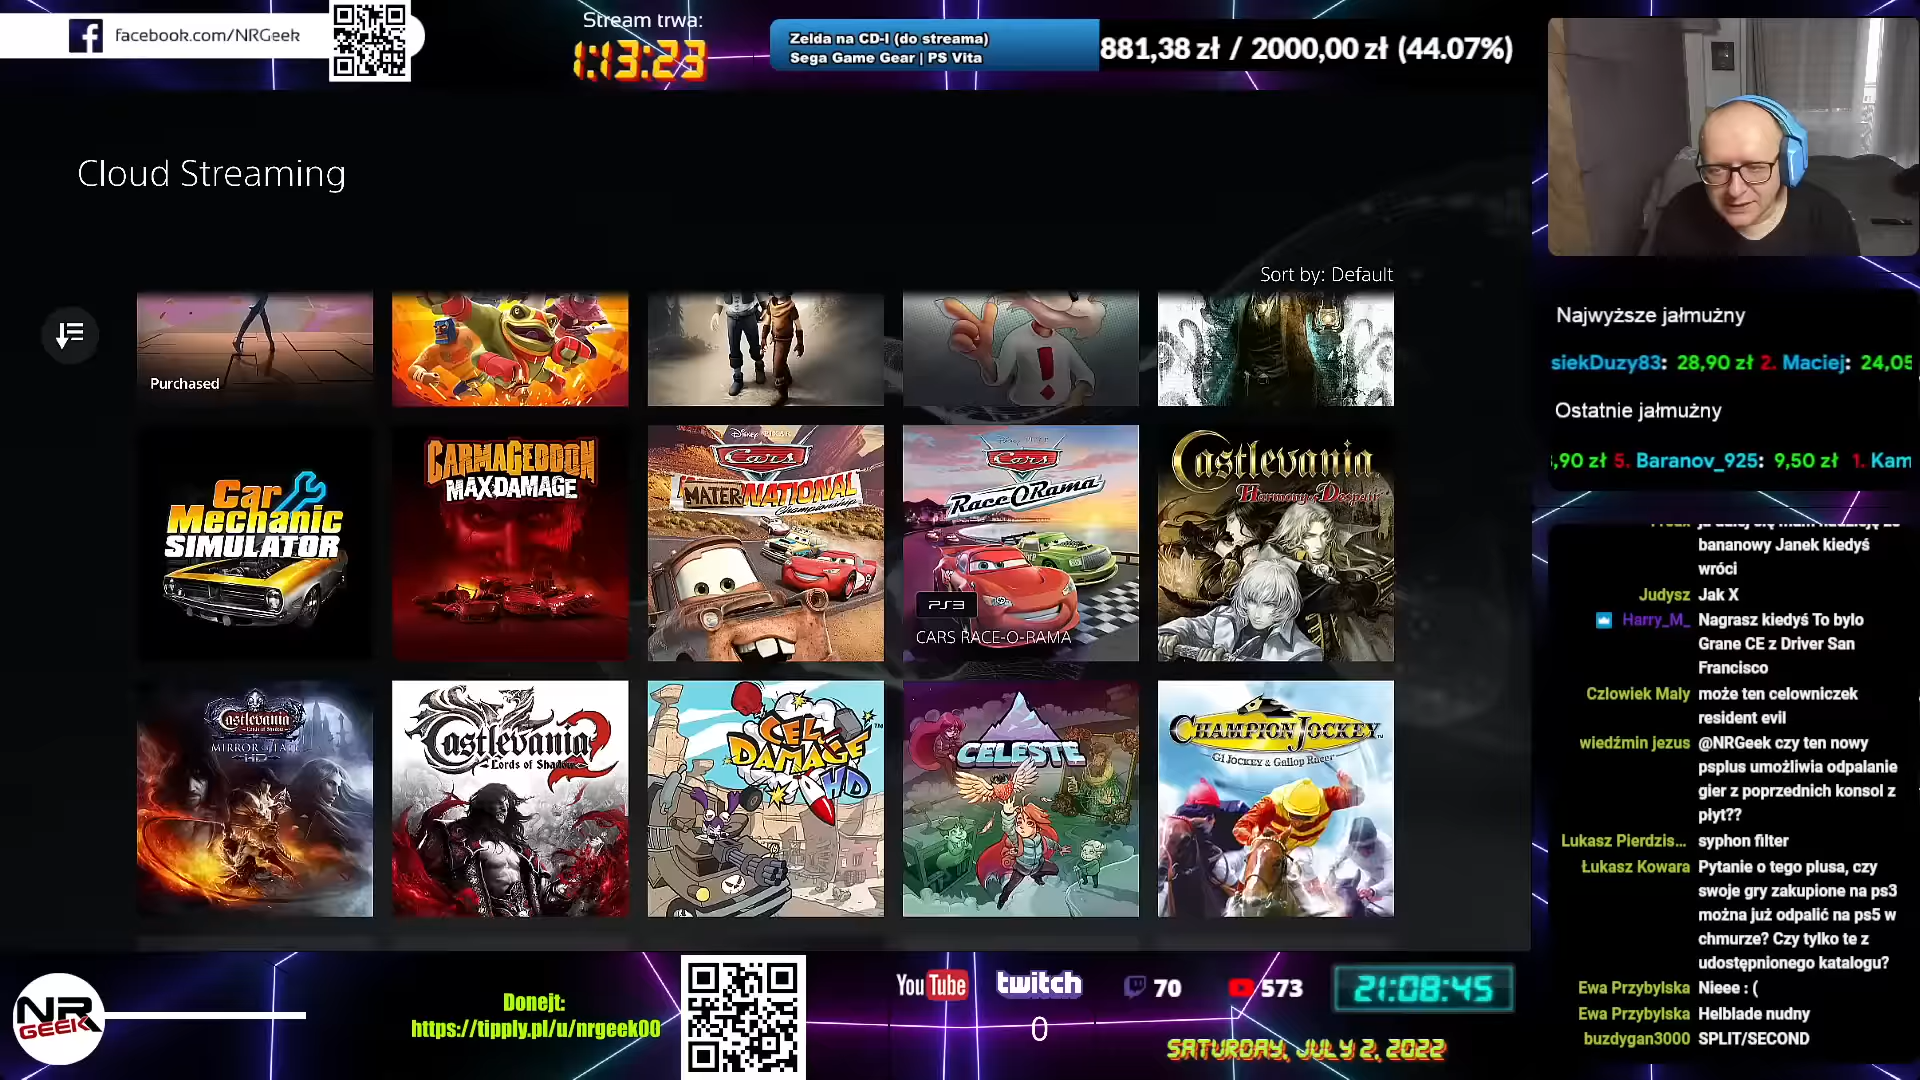 facebook.com/NRGeek
Stream trwa:
1:13:23
Zelda na CD-I (do streama)
Sega Game Gear | PS Vita
881,38 zł / 2000,00 zł (44.07%)
Cloud Streaming
Sort by: Default
Purchased
Car Mechanic SIMULATOR
CARMAGEDDON
MAX DAMAGE
Disney PIXAR
Cars
MATER-NATIONAL
Championship
Disney PIXAR
Cars
Race O Rama
PS3
CARS RACE-O-RAMA
Castlevania
Harmony of Despair
Castlevania
Lords of Shadow
MIRROR of FATE
HD
Castlevania 2
Lords of Shadow
CEL DAMAGE HD
CELESTE
CHAMPION JOCKEY
G1 JOCKEY & Gallop Racer
Najwyższe jałmużny
siekDuzy83: 28,90 zł 2. Maciej: 24,05
Ostatnie jałmużny
,90 zł 5. Baranov_925: 9,50 zł 1. Kam
bananowy Janek kiedyś
wróci
Judysz Jak X
Harry_M_ Nagrasz kiedyś To bylo
Grane CE z Driver San
Francisco
Czlowiek Maly może ten celowniczek
resident evil
wiedźmin jezus @NRGeek czy ten nowy
psplus umożliwia odpalanie
gier z poprzednich konsol z
płyt??
Lukasz Pierdzis... syphon filter
Łukasz Kowara Pytanie o tego plusa, czy
swoje gry zakupione na ps3
można już odpalić na ps5 w
chmurze? Czy tylko te z
udostępnionego katalogu?
Ewa Przybylska Nieee : (
Ewa Przybylska Helblade nudny
buzdygan3000 SPLIT/SECOND
NR GEEK
Donejt:
https://tipply.pl/u/nrgeek00
YouTube
twitch
70
573
0
21:08:45
SATURDAY, JULY 2, 2022